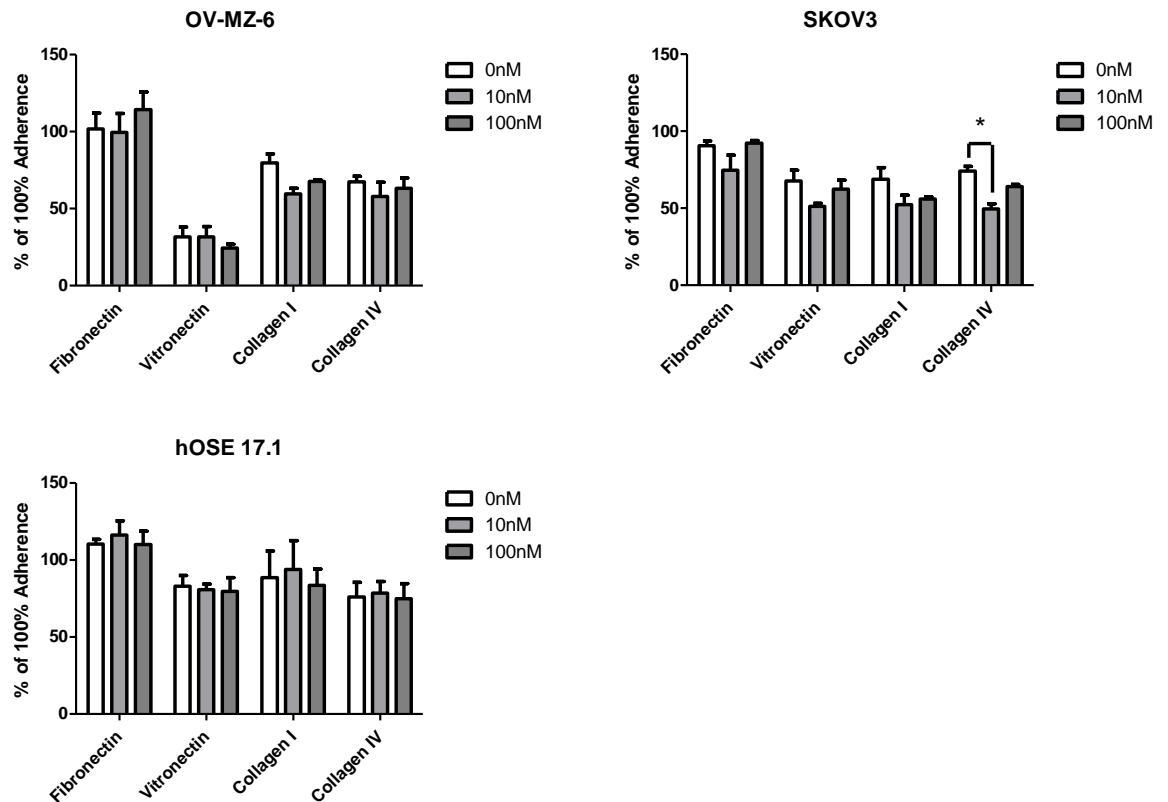 OV-MZ-6
% of 100% Adherence
150
100
50
0
Fibronectin
Vitronectin
Collagen I
Collagen IV
0nM
10nM
100nM
SKOV3
% of 100% Adherence
150
100
50
0
*
Fibronectin
Vitronectin
Collagen I
Collagen IV
0nM
10nM
100nM
hOSE 17.1
% of 100% Adherence
150
100
50
0
Fibronectin
Vitronectin
Collagen I
Collagen IV
0nM
10nM
100nM